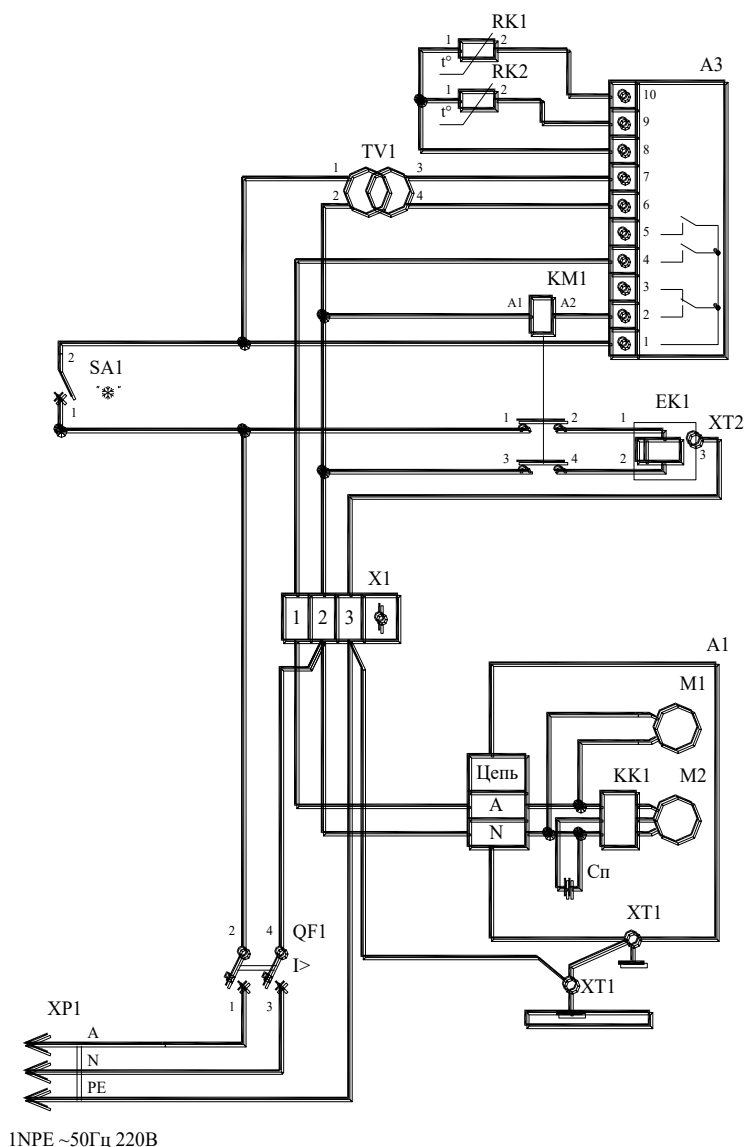 RK1
1 2
t°
RK2
1 2
t°
A3
10
9
8
7
6
5
4
3
2
1
TV1
1 3
2 4
KM1
A1 A2
2
SA1
"❄"
1
1 2
3 4
EK1
1
2
XT2
3
X1
1 2 3
A1
M1
Цепь
A
N
KK1
M2
Сп
XT1
XT1
2 4
QF1
I>
1 3
XP1
A
N
PE
1NPE ~50Гц 220В